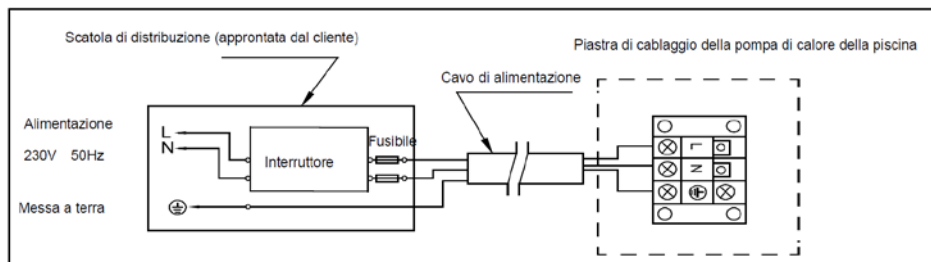 Scatola di distribuzione (approntata dal cliente)
Piastra di cablaggio della pompa di calore della piscina
Cavo di alimentazione
Alimentazione
230V 50Hz
L
N
Interruttore
Fusibile
Messa a terra
L
N